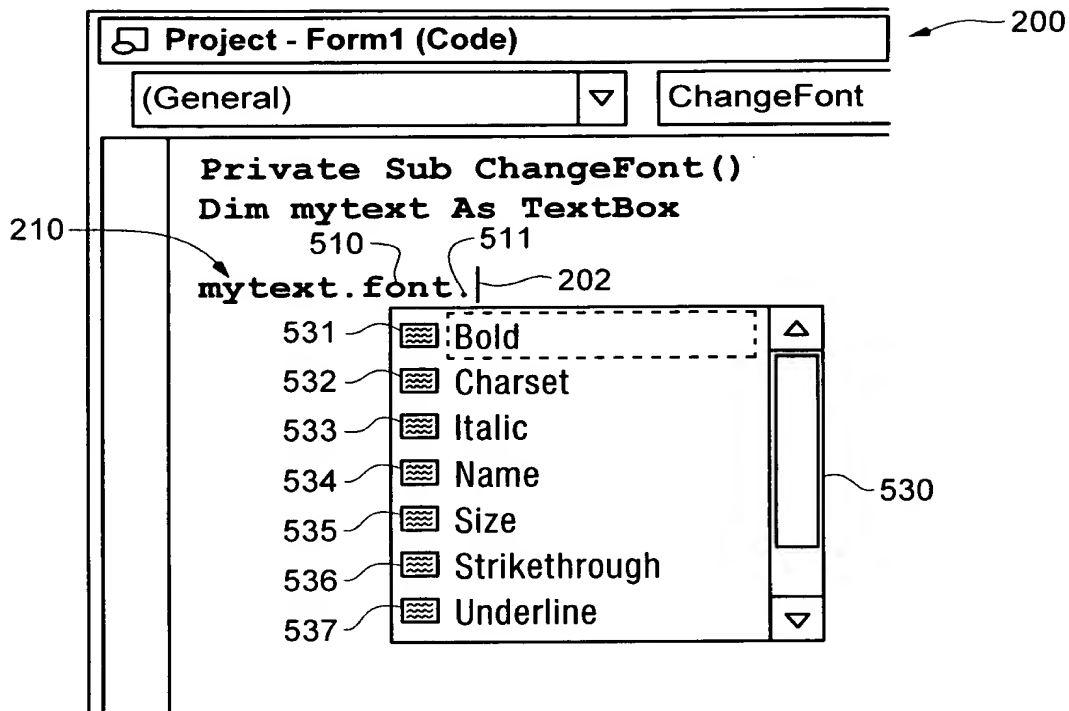 200
Project - Form1 (Code)
(General) ChangeFont
Private Sub ChangeFont()
Dim mytext As TextBox
210 510 511
mytext.font. 202
531 Bold
532 Charset
533 Italic
534 Name
530
535 Size
536 Strikethrough
537 Underline